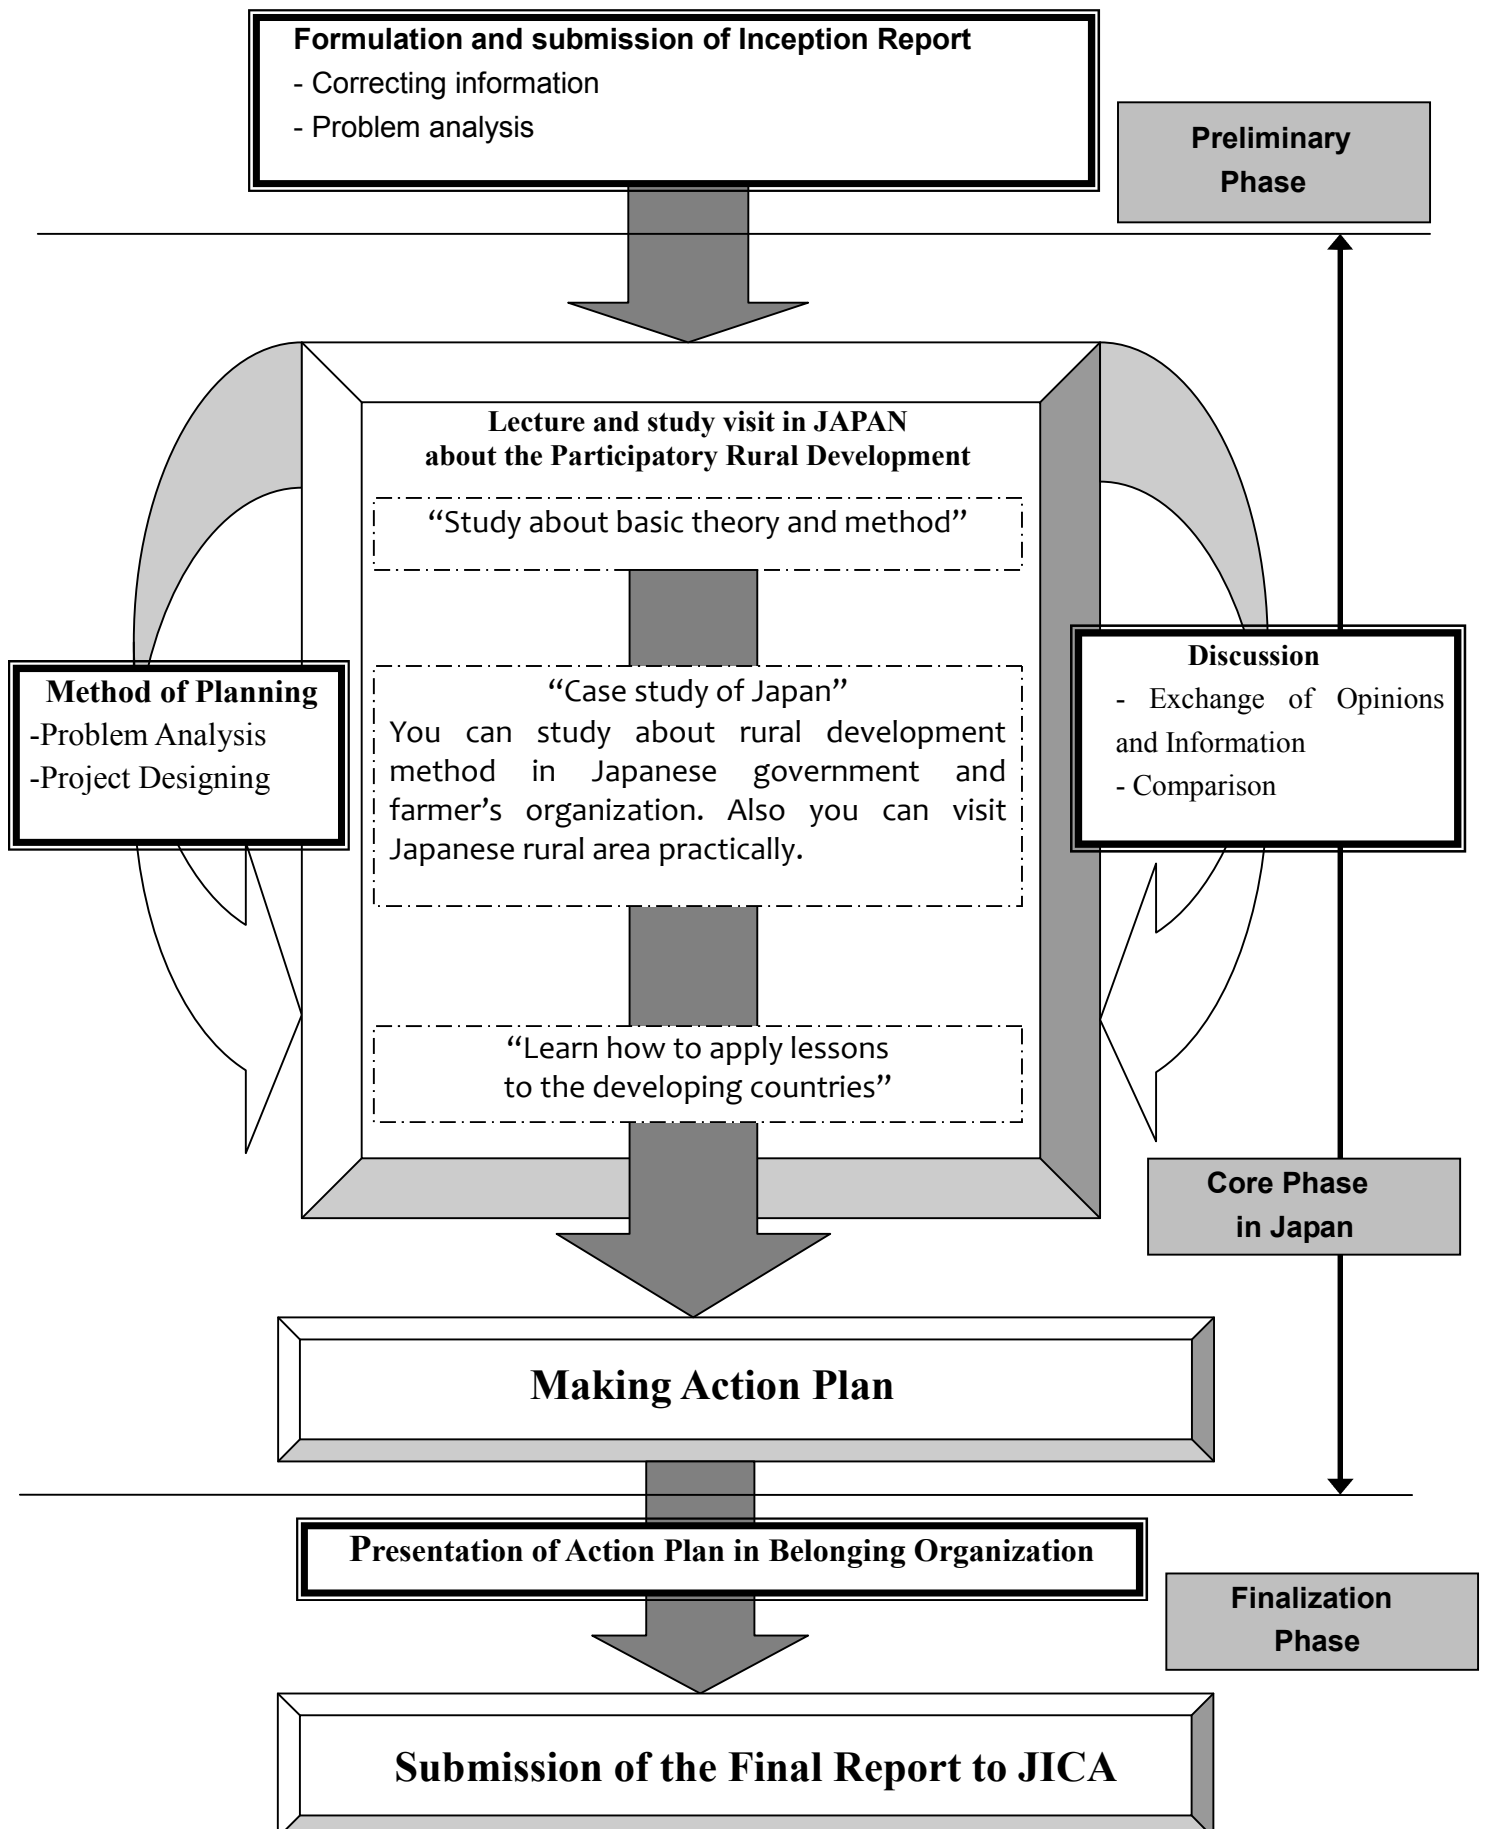 Formulation and submission of Inception Report
- Correcting information
- Problem analysis
Preliminary
Phase
Lecture and study visit in JAPAN
about the Participatory Rural Development
“Study about basic theory and method”
Method of Planning
-Problem Analysis
-Project Designing
“Case study of Japan”
You can study about rural development
method in Japanese government and
farmer’s organization. Also you can visit
Japanese rural area practically.
Discussion
- Exchange of Opinions
and Information
- Comparison
“Learn how to apply lessons
to the developing countries”
Core Phase
in Japan
Making Action Plan
Presentation of Action Plan in Belonging Organization
Finalization
Phase
Submission of the Final Report to JICA